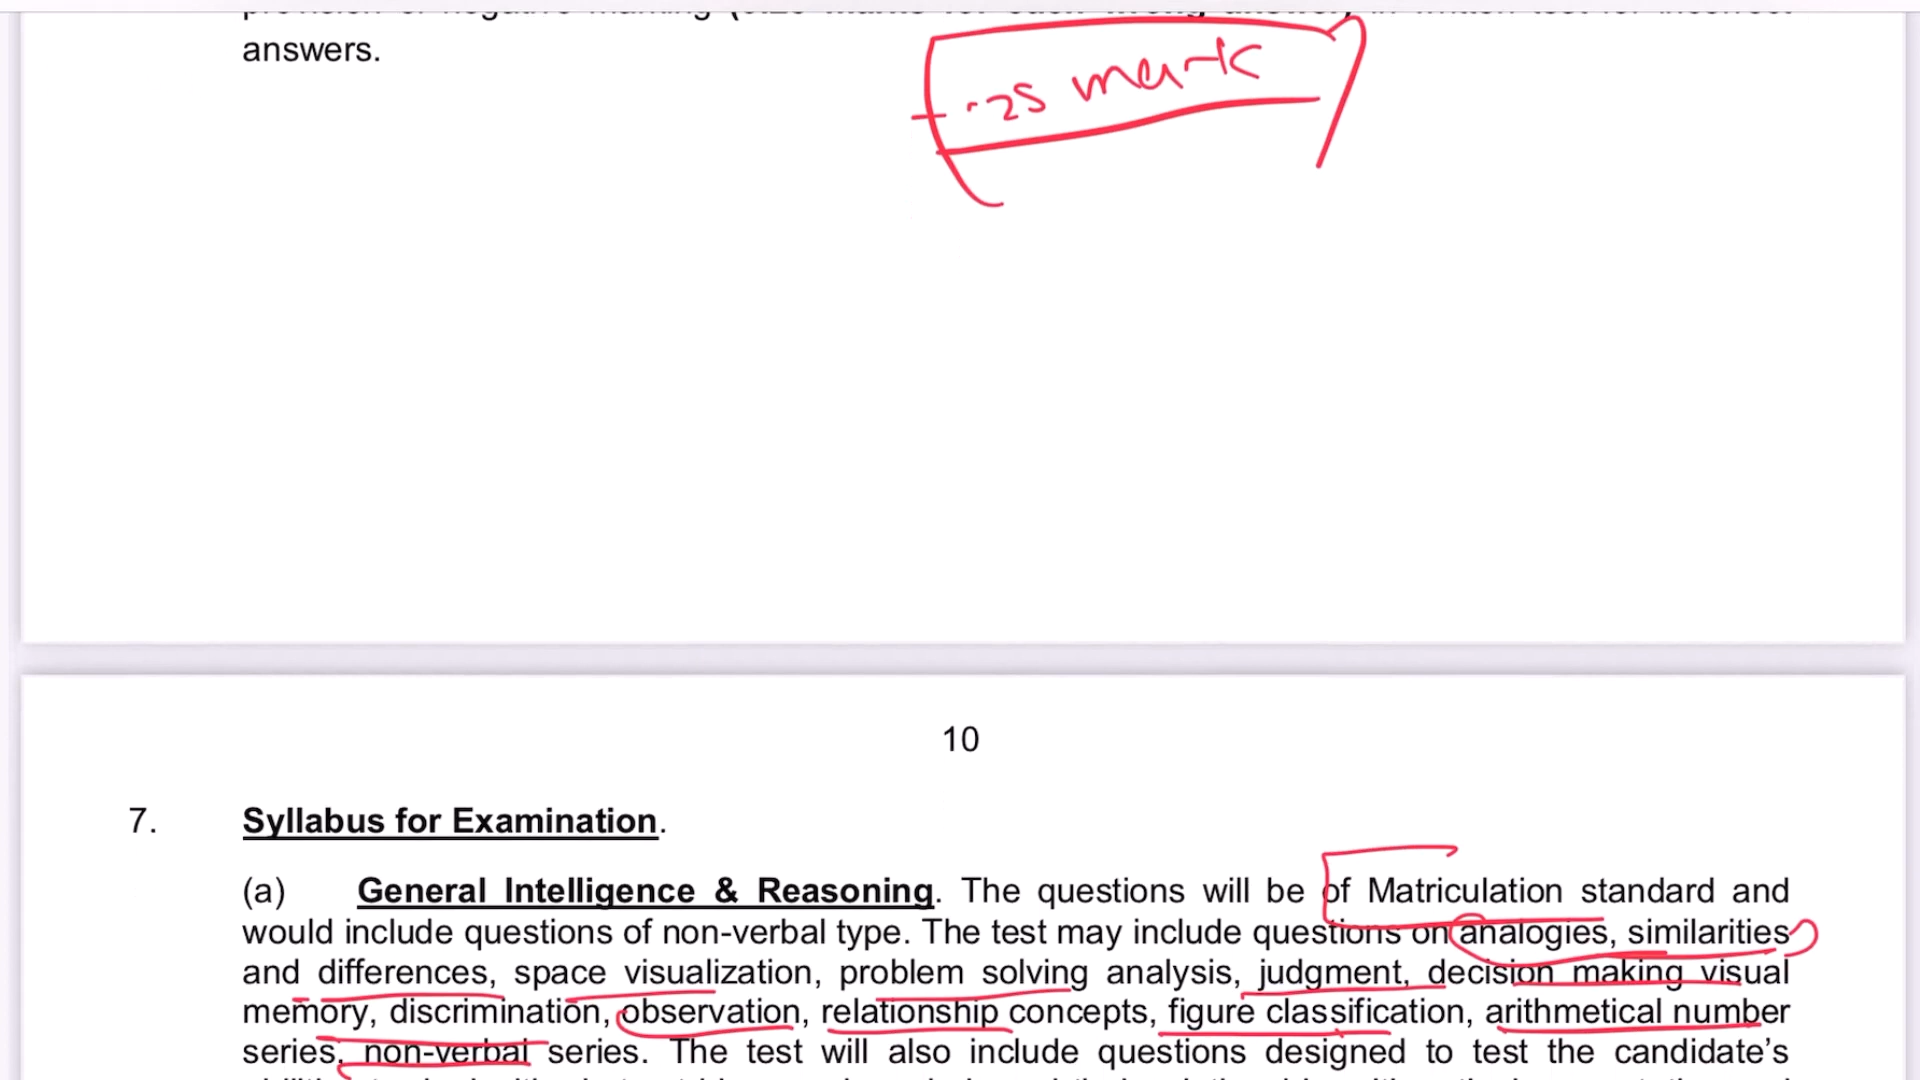 answers.
-.25 mark
10
7. Syllabus for Examination.
(a) General Intelligence & Reasoning. The questions will be of Matriculation standard and
would include questions of non-verbal type. The test may include questions on analogies, similarities
and differences, space visualization, problem solving analysis, judgment, decision making visual
memory, discrimination, observation, relationship concepts, figure classification, arithmetical number
series, non-verbal series. The test will also include questions designed to test the candidate’s